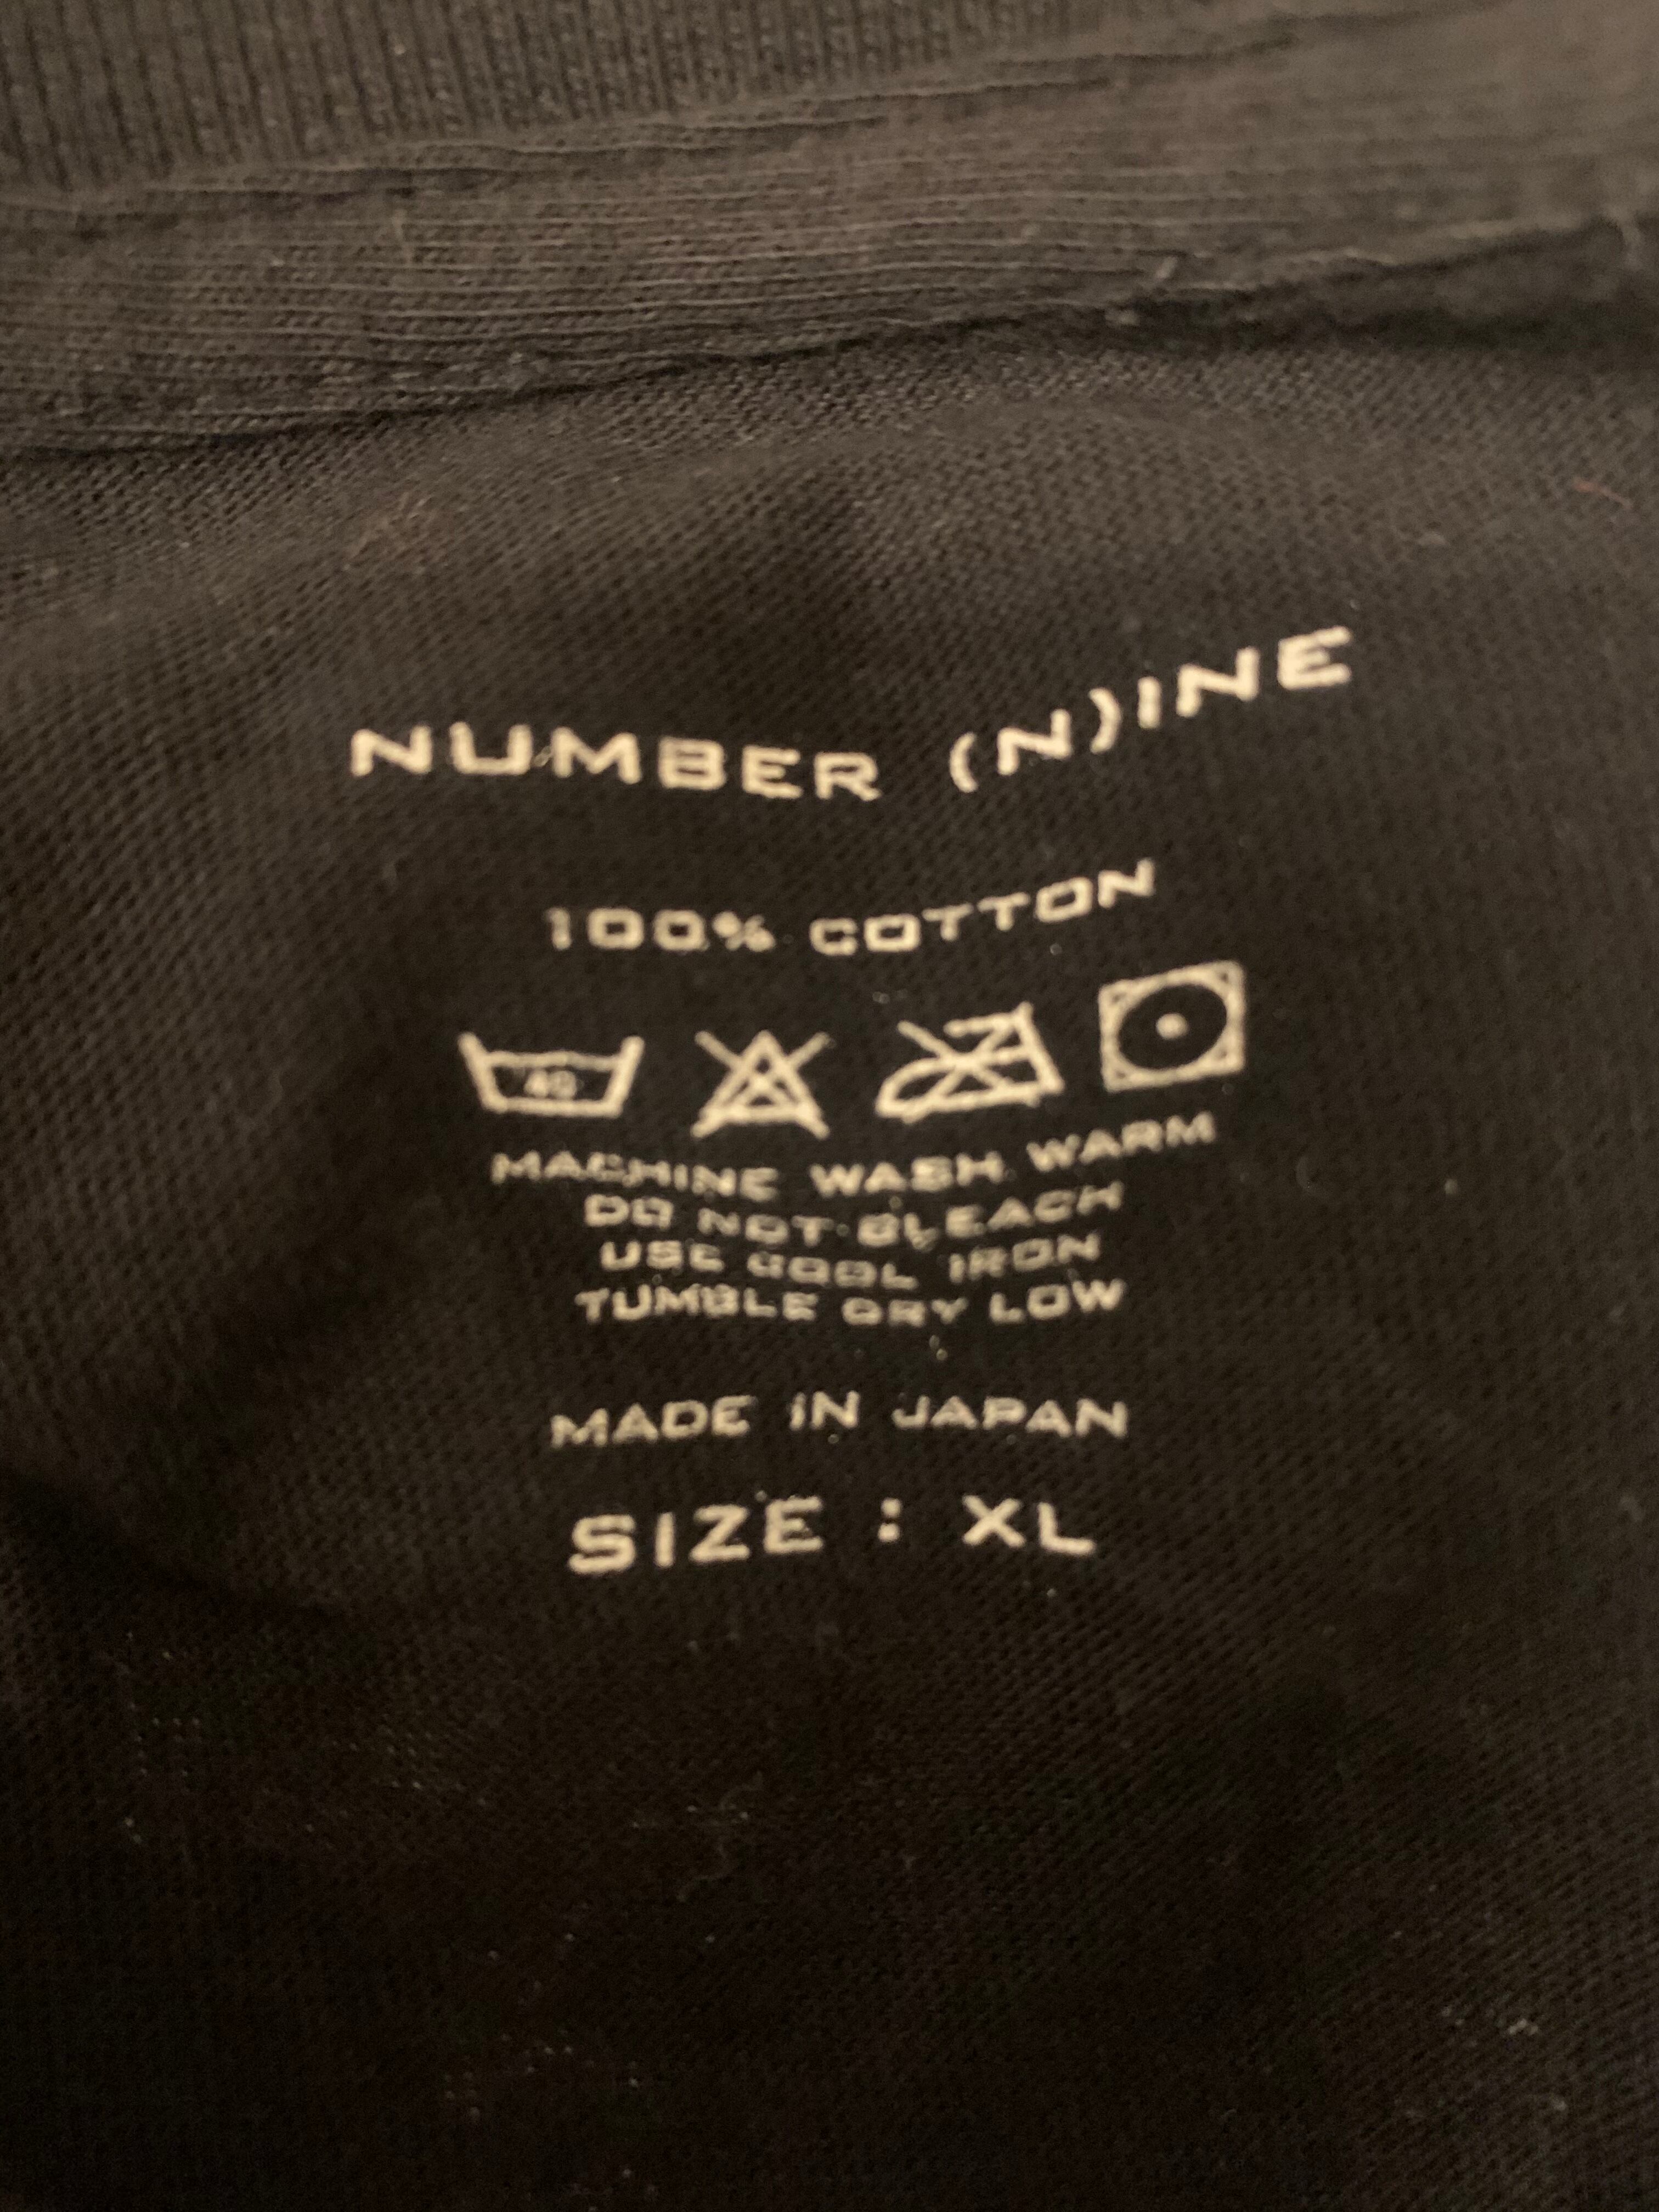 NUMBER (N)INE
100% COTTON
40
MACHINE WASH WARM
DO NOT BLEACH
USE COOL IRON
TUMBLE DRY LOW
MADE IN JAPAN
SIZE : XL